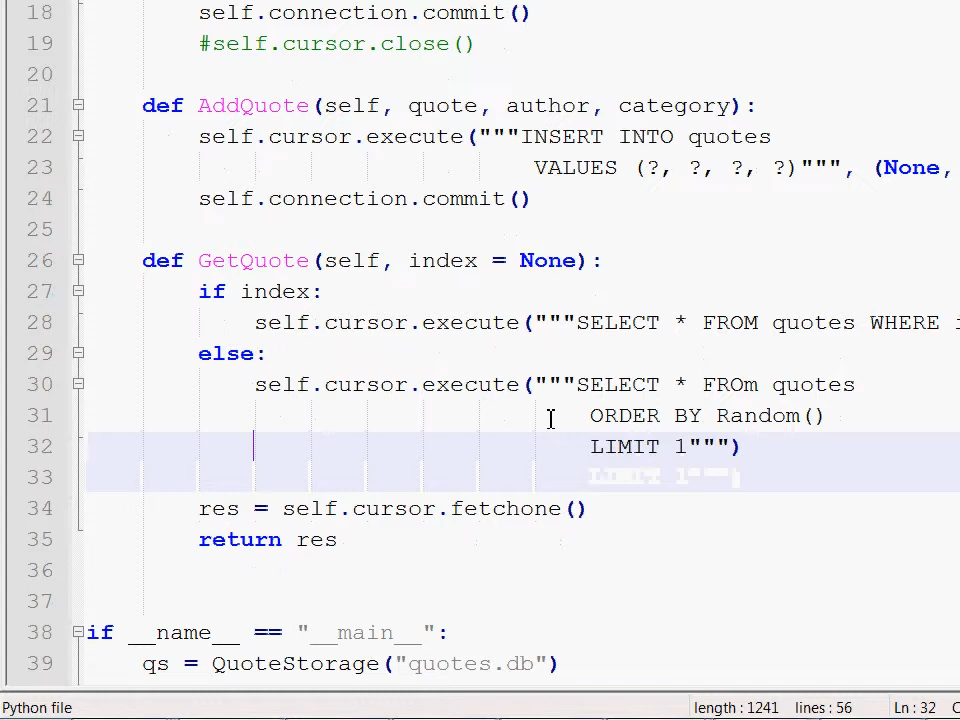 18 self.connection.commit()
19 #self.cursor.close()
20
21 def AddQuote(self, quote, author, category):
22 self.cursor.execute("""INSERT INTO quotes
23 VALUES (?, ?, ?, ?)""", (None,
24 self.connection.commit()
25
26 def GetQuote(self, index = None):
27 if index:
28 self.cursor.execute("""SELECT * FROM quotes WHERE i
29 else:
30 self.cursor.execute("""SELECT * FROm quotes
31 ORDER BY Random()
32 LIMIT 1""")
33 LIMIT 1"""
34 res = self.cursor.fetchone()
35 return res
36
37
38 if __name__ == "__main__":
39 qs = QuoteStorage("quotes.db")
Python file length : 1241 lines : 56 Ln : 32 C